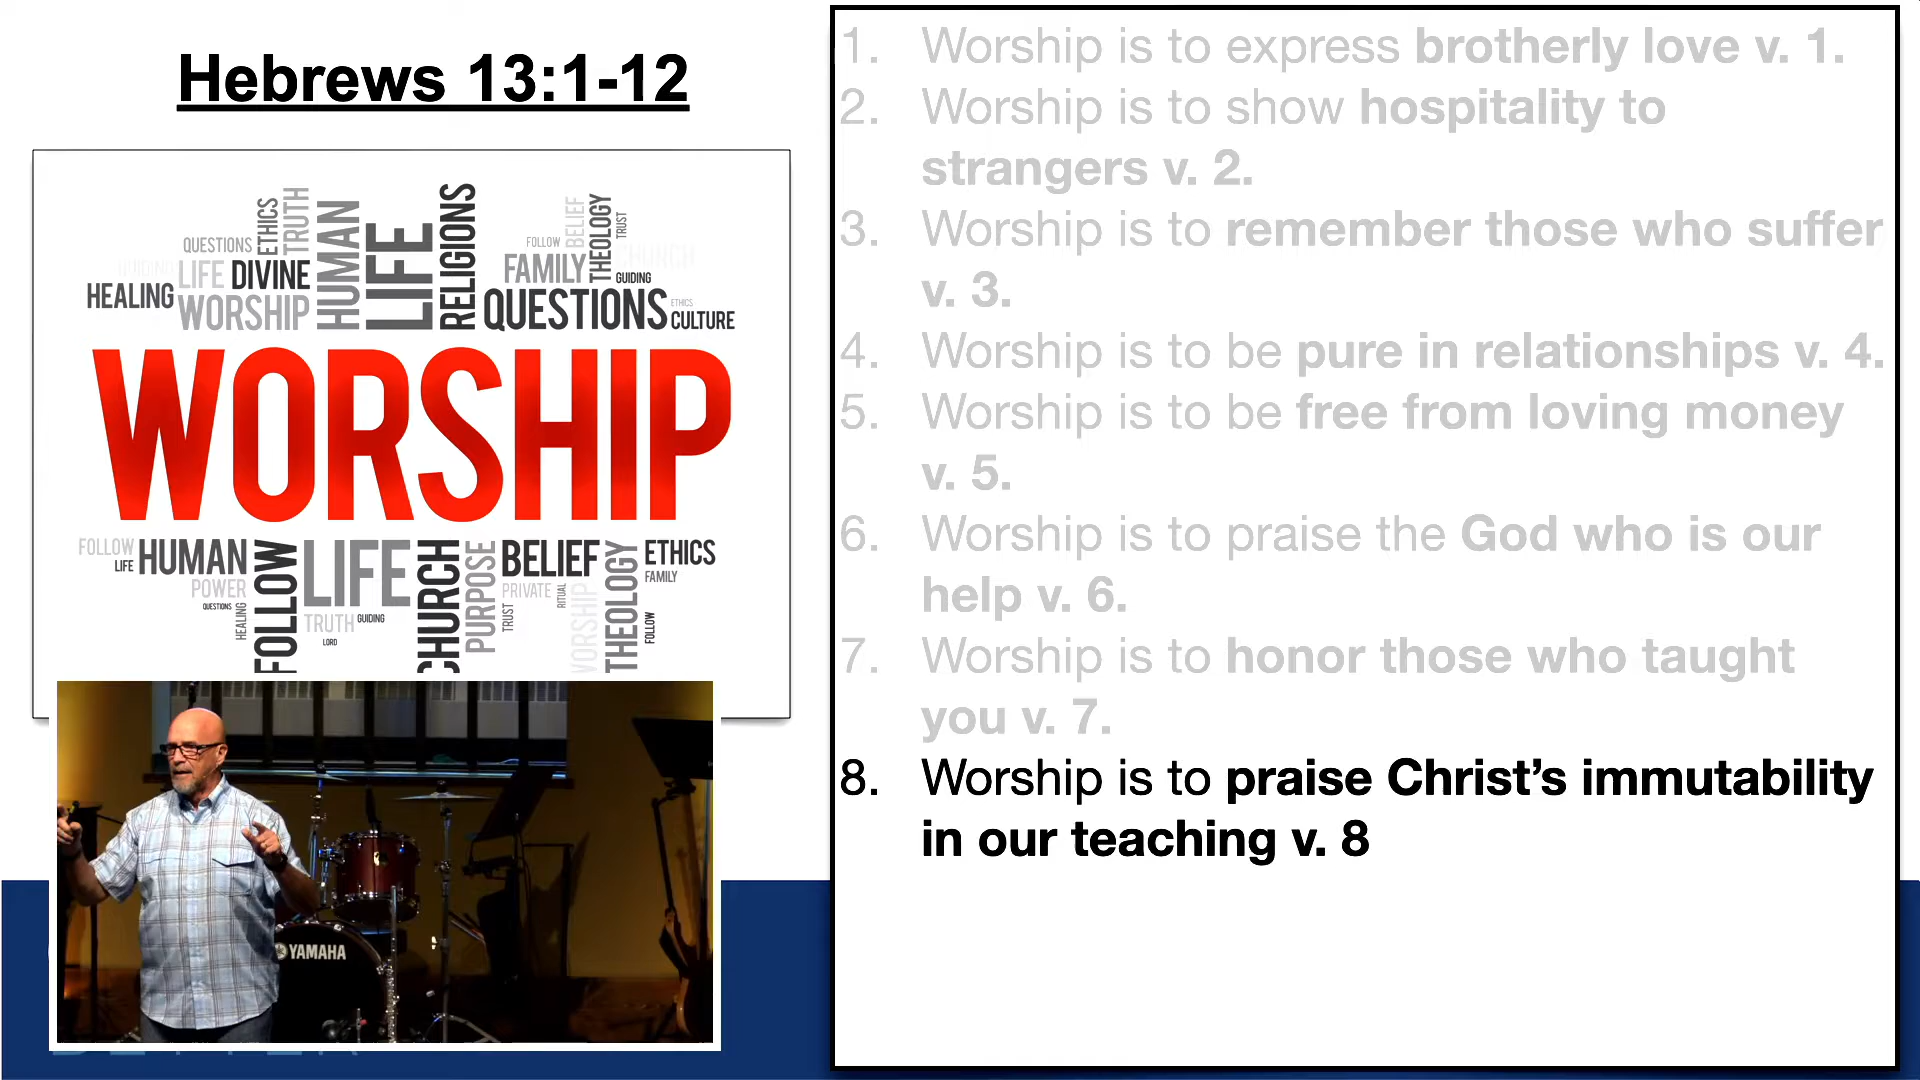 Hebrews 13:1-12
ETHICS
TRUTH
HUMAN
LIFE
RELIGIONS
BELIEF
THEOLOGY
TRUST
QUESTIONS
FOLLOW
CHURCH
GUIDING
LIFE DIVINE
FAMILY
GUIDING
HEALING
WORSHIP
QUESTIONS
ETHICS
CULTURE
WORSHIP
FOLLOW
HUMAN
FOLLOW
LIFE
CHURCH
PURPOSE
BELIEF
THEOLOGY
ETHICS
LIFE
POWER
PRIVATE
RITUAL
FAMILY
QUESTIONS
HEALING
TRUTH
GUIDING
TRUST
WORSHIP
FOLLOW
LORD
YAMAHA
1. Worship is to express brotherly love v. 1.
2. Worship is to show hospitality to
strangers v. 2.
3. Worship is to remember those who suffer
v. 3.
4. Worship is to be pure in relationships v. 4.
5. Worship is to be free from loving money
v. 5.
6. Worship is to praise the God who is our
help v. 6.
7. Worship is to honor those who taught
you v. 7.
8. Worship is to praise Christ’s immutability
in our teaching v. 8